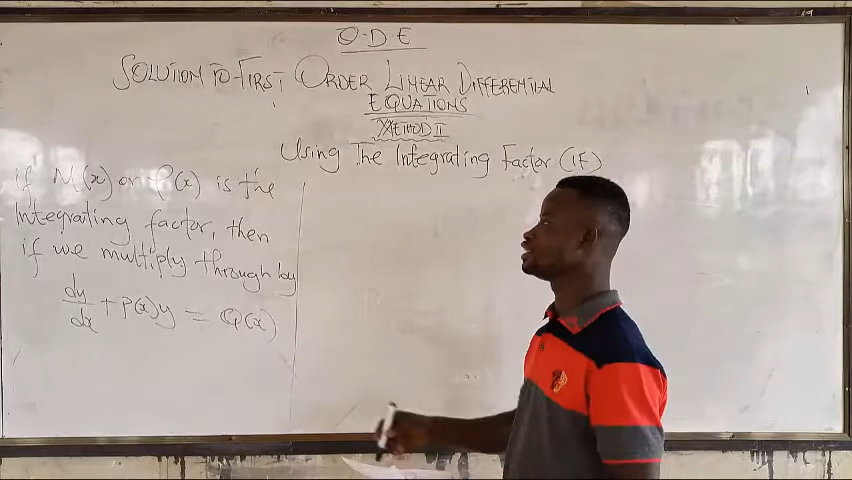 O.D.E
SOLUTION TO FIRST ORDER LINEAR DIFFERENTIAL
EQUATIONS
METHOD II
Using The Integrating Factor (IF)
if M(x) or φ(x) is the
Integrating factor, then
if we multiply through by
dy/dx + P(x)y = Q(x)